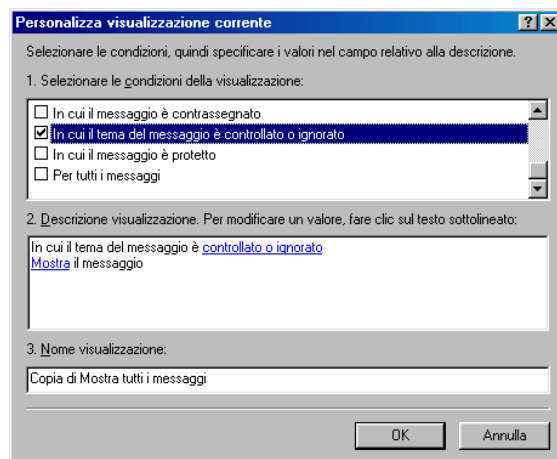 Personalizza visualizzazione corrente
Selezionare le condizioni, quindi specificare i valori nel campo relativo alla descrizione.
1. Selezionare le condizioni della visualizzazione:
In cui il messaggio è contrassegnato
In cui il tema del messaggio è controllato o ignorato
In cui il messaggio è protetto
Per tutti i messaggi
2. Descrizione visualizzazione. Per modificare un valore, fare clic sul testo sottolineato:
In cui il tema del messaggio è controllato o ignorato
Mostra il messaggio
3. Nome visualizzazione:
Copia di Mostra tutti i messaggi
OK Annulla